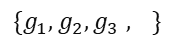 {g₁, g₂, g₃ ,   }